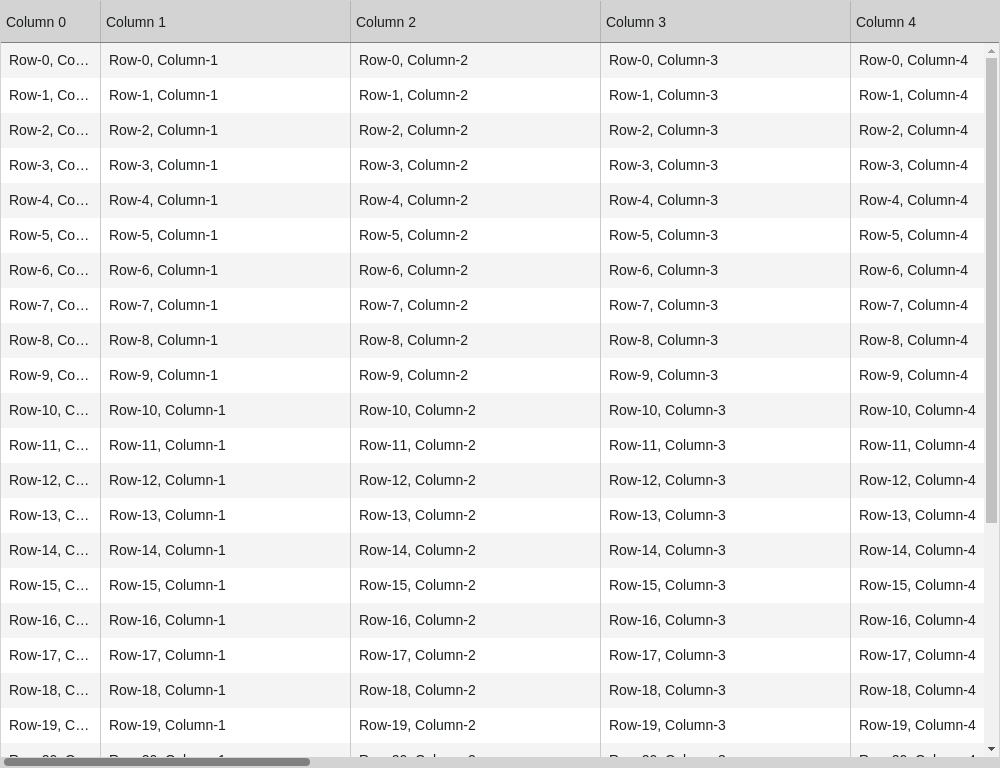 Column 0 Column 1 Column 2 Column 3 Column 4
Row-0, Co... Row-0, Column-1 Row-0, Column-2 Row-0, Column-3 Row-0, Column-4
Row-1, Co... Row-1, Column-1 Row-1, Column-2 Row-1, Column-3 Row-1, Column-4
Row-2, Co... Row-2, Column-1 Row-2, Column-2 Row-2, Column-3 Row-2, Column-4
Row-3, Co... Row-3, Column-1 Row-3, Column-2 Row-3, Column-3 Row-3, Column-4
Row-4, Co... Row-4, Column-1 Row-4, Column-2 Row-4, Column-3 Row-4, Column-4
Row-5, Co... Row-5, Column-1 Row-5, Column-2 Row-5, Column-3 Row-5, Column-4
Row-6, Co... Row-6, Column-1 Row-6, Column-2 Row-6, Column-3 Row-6, Column-4
Row-7, Co... Row-7, Column-1 Row-7, Column-2 Row-7, Column-3 Row-7, Column-4
Row-8, Co... Row-8, Column-1 Row-8, Column-2 Row-8, Column-3 Row-8, Column-4
Row-9, Co... Row-9, Column-1 Row-9, Column-2 Row-9, Column-3 Row-9, Column-4
Row-10, C... Row-10, Column-1 Row-10, Column-2 Row-10, Column-3 Row-10, Column-4
Row-11, C... Row-11, Column-1 Row-11, Column-2 Row-11, Column-3 Row-11, Column-4
Row-12, C... Row-12, Column-1 Row-12, Column-2 Row-12, Column-3 Row-12, Column-4
Row-13, C... Row-13, Column-1 Row-13, Column-2 Row-13, Column-3 Row-13, Column-4
Row-14, C... Row-14, Column-1 Row-14, Column-2 Row-14, Column-3 Row-14, Column-4
Row-15, C... Row-15, Column-1 Row-15, Column-2 Row-15, Column-3 Row-15, Column-4
Row-16, C... Row-16, Column-1 Row-16, Column-2 Row-16, Column-3 Row-16, Column-4
Row-17, C... Row-17, Column-1 Row-17, Column-2 Row-17, Column-3 Row-17, Column-4
Row-18, C... Row-18, Column-1 Row-18, Column-2 Row-18, Column-3 Row-18, Column-4
Row-19, C... Row-19, Column-1 Row-19, Column-2 Row-19, Column-3 Row-19, Column-4